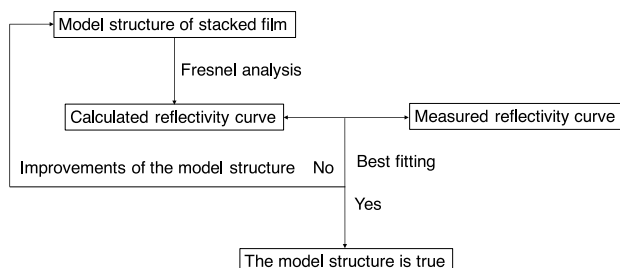 Model structure of stacked film
Fresnel analysis
Calculated reflectivity curve
Measured reflectivity curve
Improvements of the model structure No
Best fitting
Yes
The model structure is true